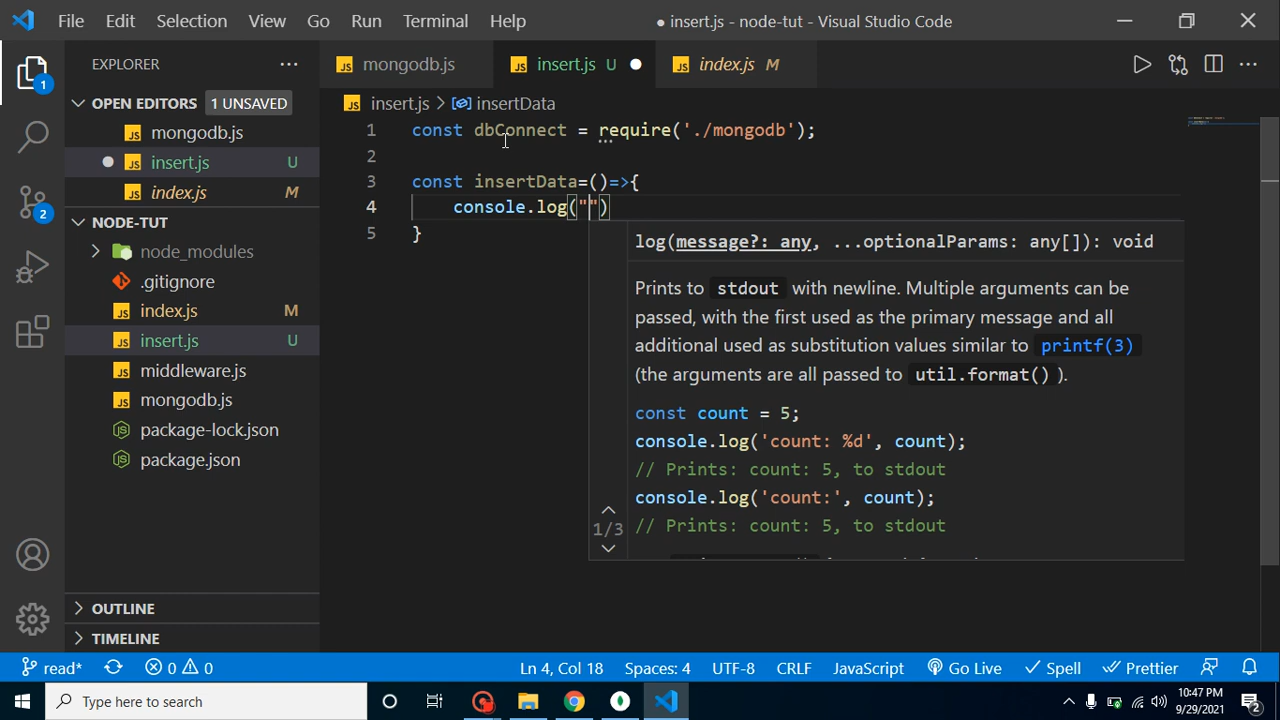 File Edit Selection View Go Run Terminal Help
● insert.js - node-tut - Visual Studio Code
EXPLORER
mongodb.js
insert.js U
index.js M
OPEN EDITORS 1 UNSAVED
mongodb.js
insert.js U
index.js M
NODE-TUT
node_modules
.gitignore
index.js M
insert.js U
middleware.js
mongodb.js
package-lock.json
package.json
OUTLINE
TIMELINE
1
2
insert.js > insertData
1 const dbConnect = require('./mongodb');
2
3 const insertData=()=>{
4 console.log("")
5 }
log(message?: any, ...optionalParams: any[]): void
Prints to stdout with newline. Multiple arguments can be
passed, with the first used as the primary message and all
additional used as substitution values similar to printf(3)
(the arguments are all passed to util.format() ).
const count = 5;
console.log('count: %d', count);
// Prints: count: 5, to stdout
console.log('count:', count);
// Prints: count: 5, to stdout
1/3
read* 0 0 Ln 4, Col 18 Spaces: 4 UTF-8 CRLF JavaScript Go Live Spell Prettier
Type here to search
10:47 PM
9/29/2021
2